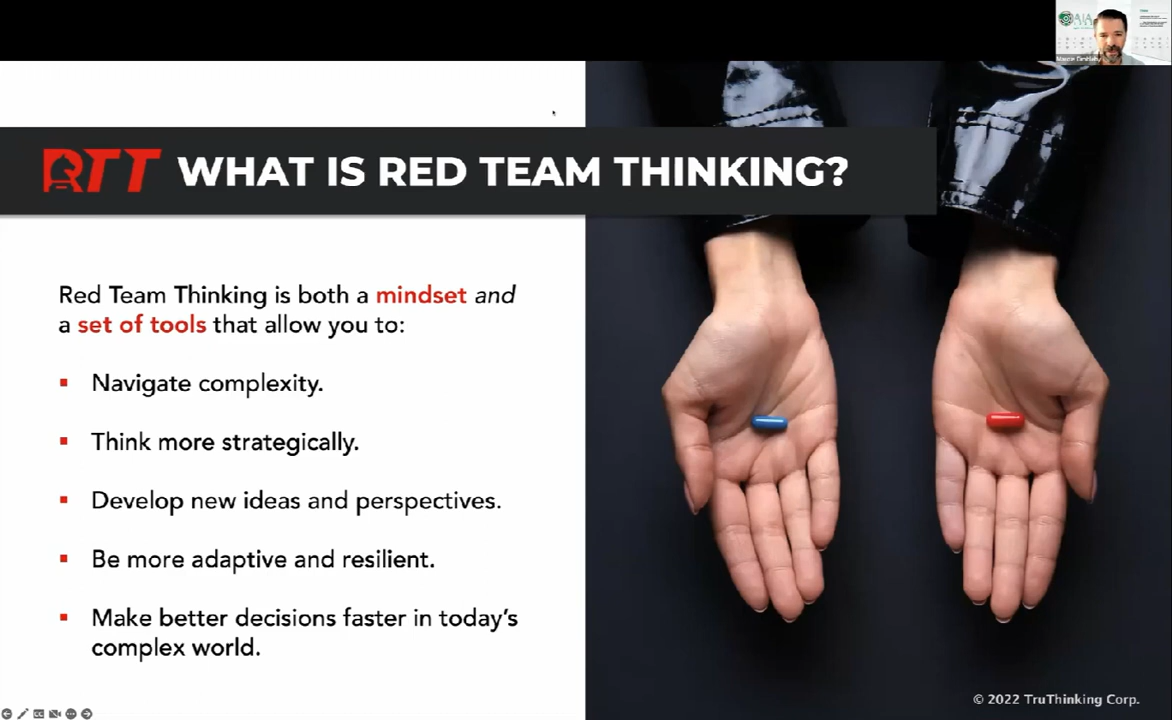 RTT WHAT IS RED TEAM THINKING?
Red Team Thinking is both a mindset and
a set of tools that allow you to:
▪ Navigate complexity.
▪ Think more strategically.
▪ Develop new ideas and perspectives.
▪ Be more adaptive and resilient.
▪ Make better decisions faster in today's
complex world.
© 2022 TruThinking Corp.